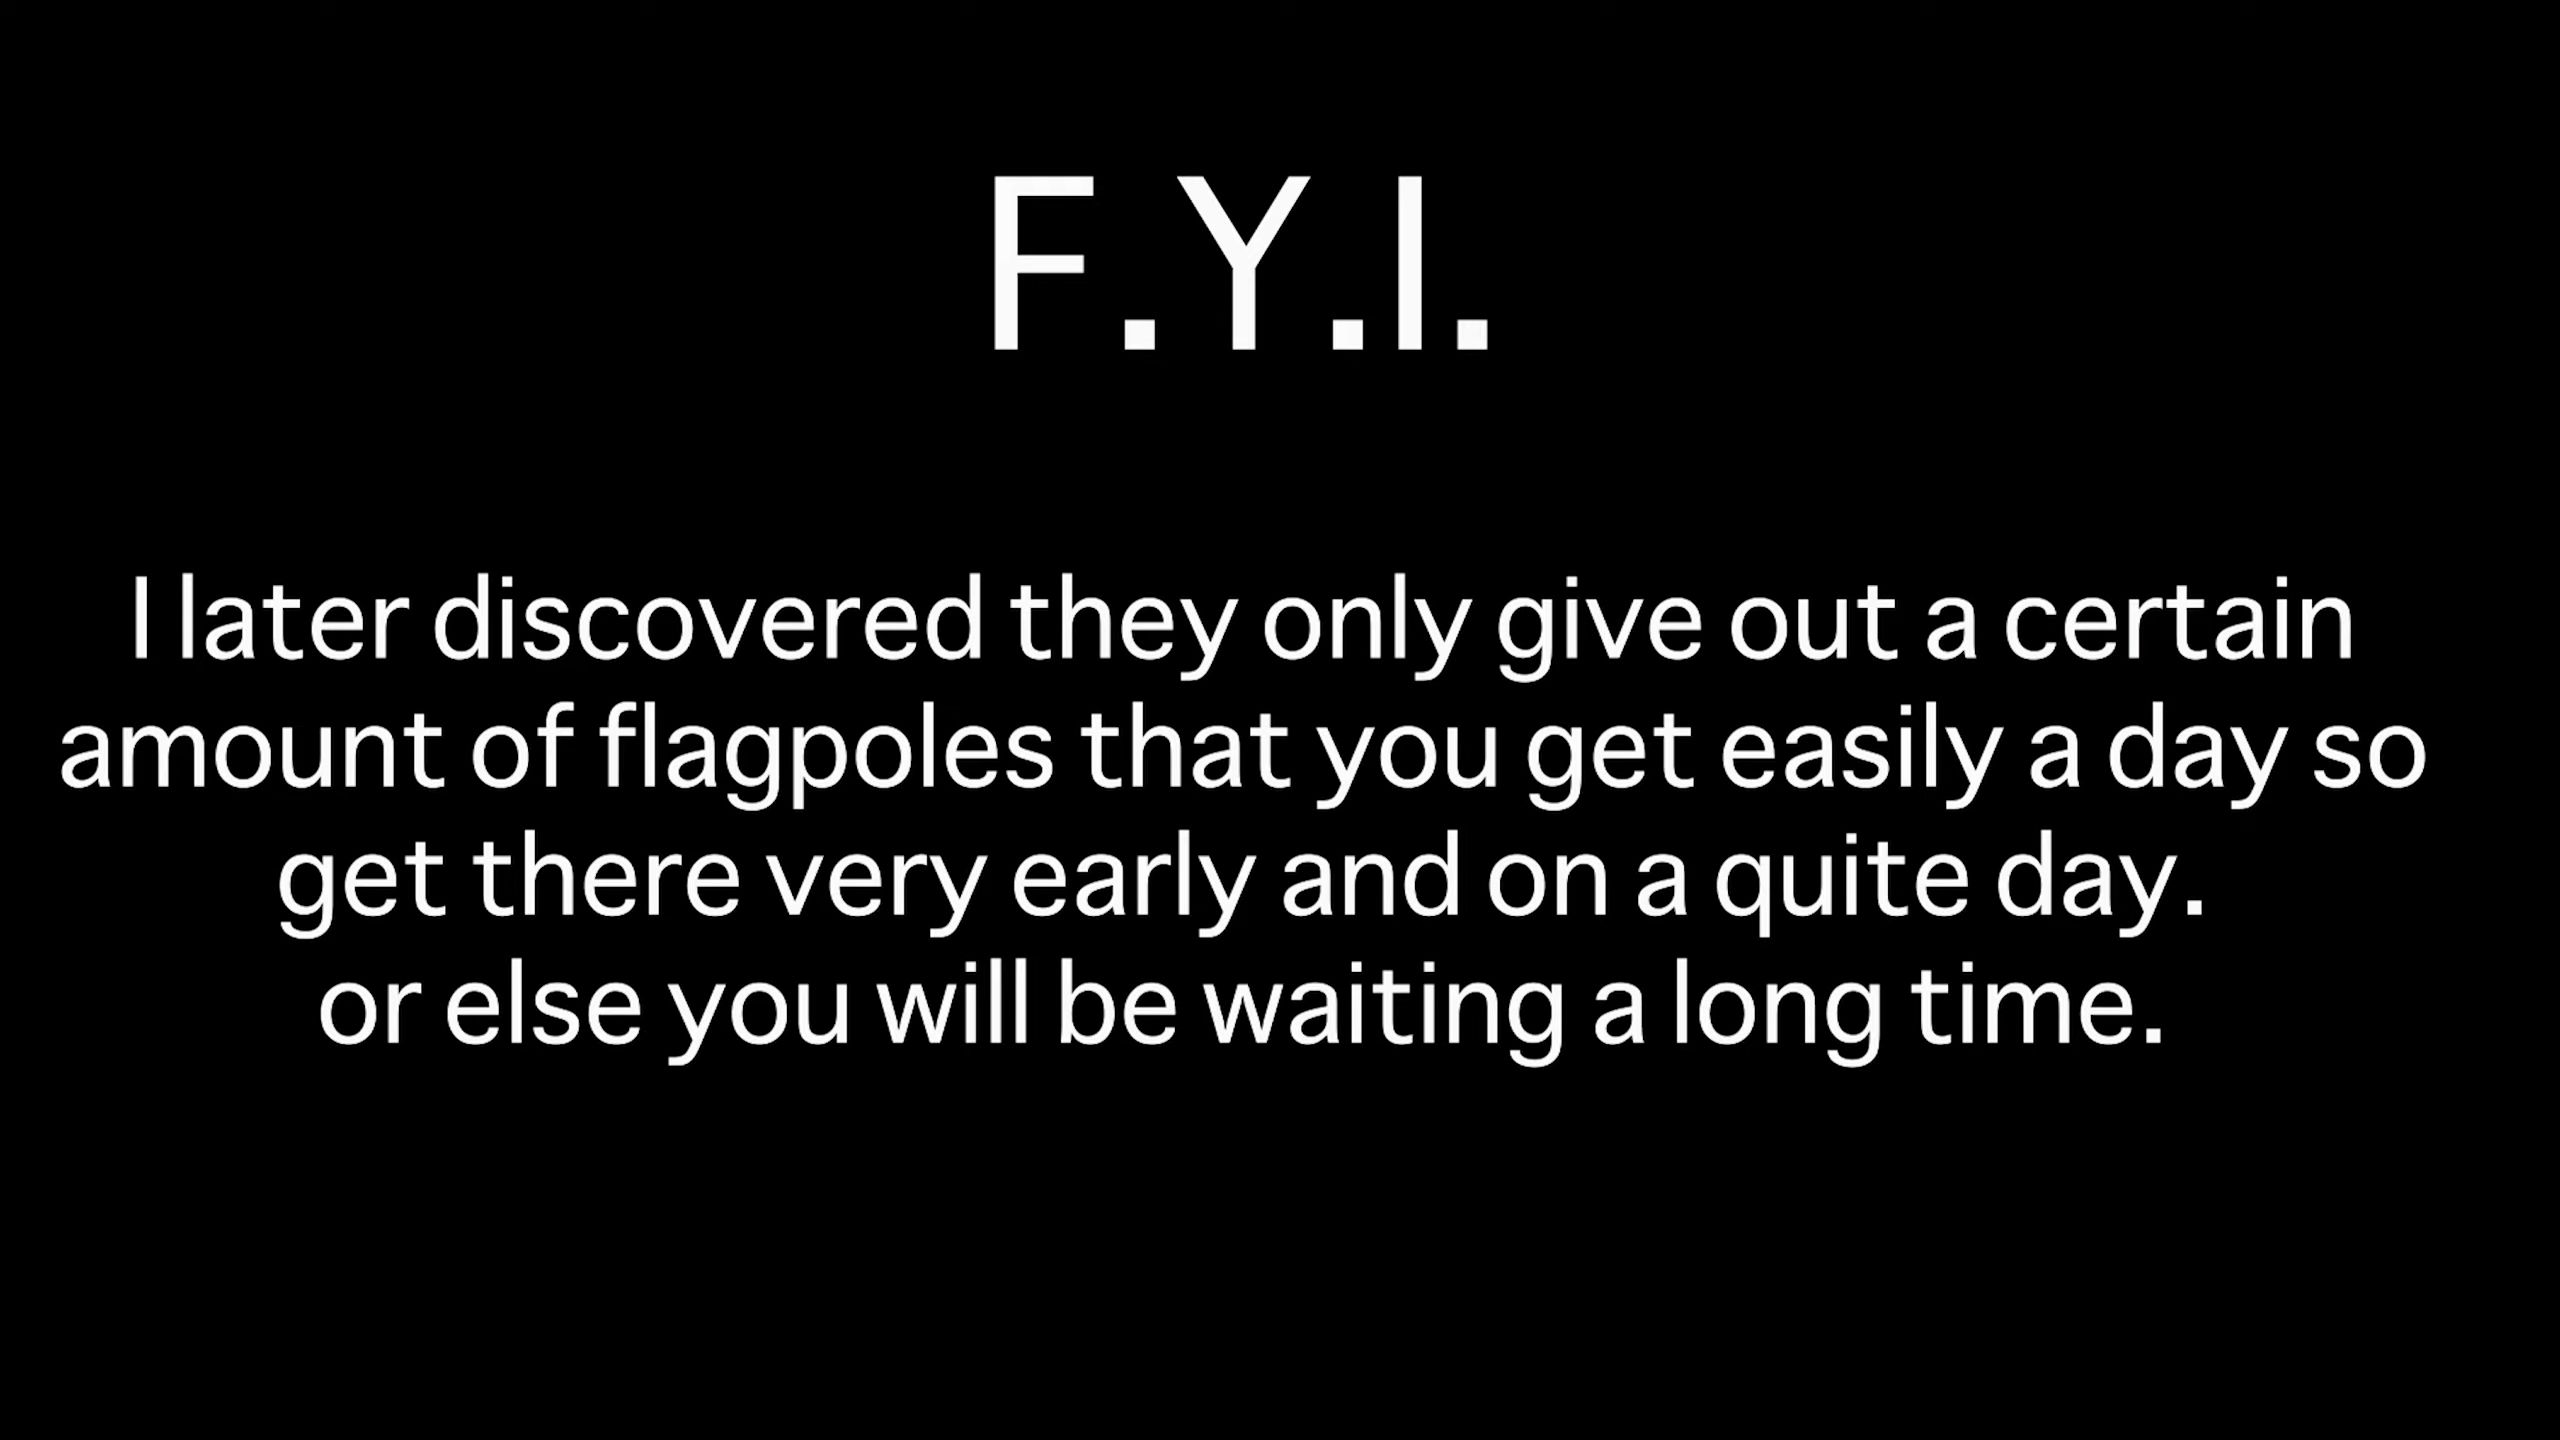 F.Y.I.
I later discovered they only give out a certain
amount of flagpoles that you get easily a day so
get there very early and on a quite day.
or else you will be waiting a long time.